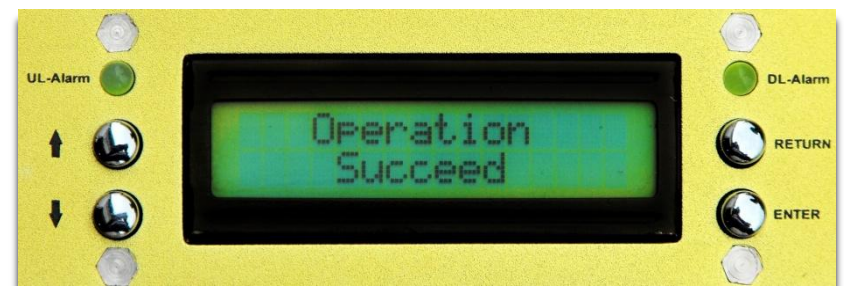 UL-Alarm
DL-Alarm
Operation
Succeed
RETURN
ENTER